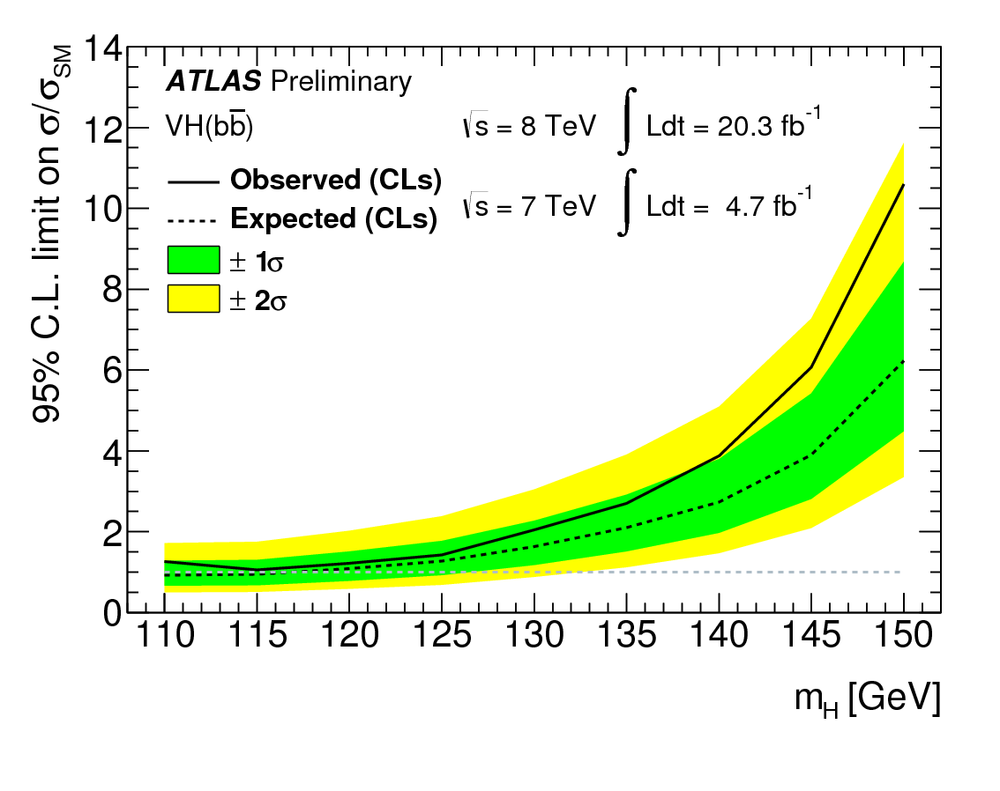 95% C.L. limit on σ/σSM
14
12
10
8
6
4
2
0
ATLAS Preliminary
VH(bb̅)
√s = 8 TeV ∫ Ldt = 20.3 fb-1
√s = 7 TeV ∫ Ldt = 4.7 fb-1
Observed (CLs)
Expected (CLs)
± 1σ
± 2σ
110 115 120 125 130 135 140 145 150
mH [GeV]